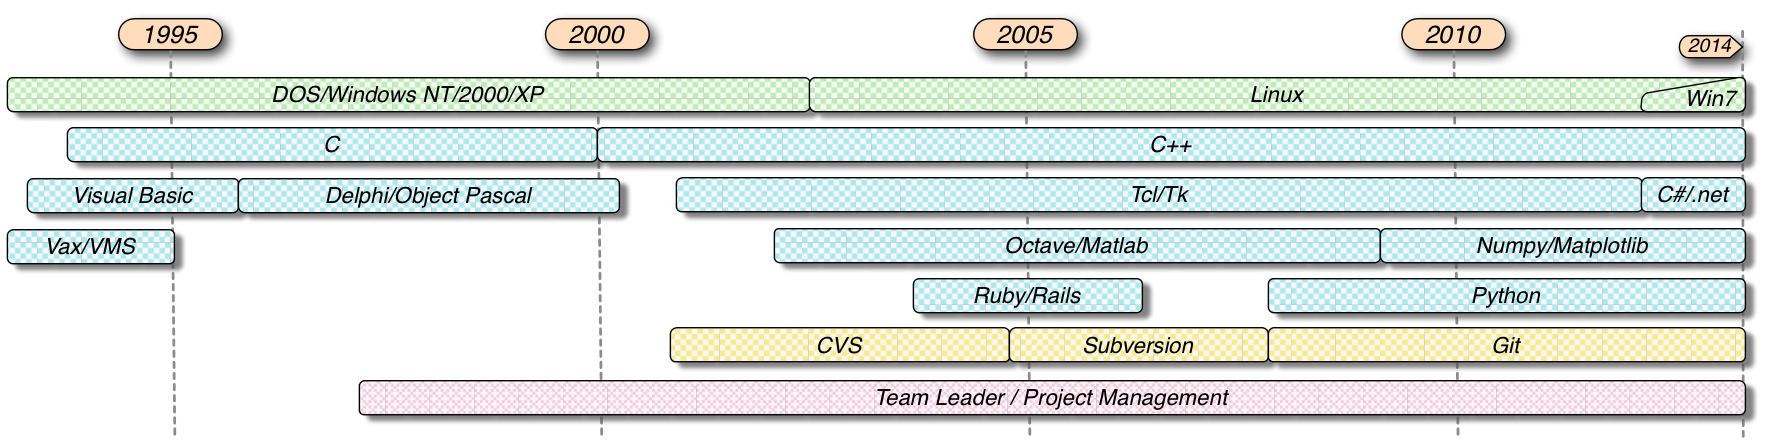 1995 2000 2005 2010 2014
DOS/Windows NT/2000/XP Linux Win7
C C++
Visual Basic Delphi/Object Pascal Tcl/Tk C#/.net
Vax/VMS Octave/Matlab Numpy/Matplotlib
Ruby/Rails Python
CVS Subversion Git
Team Leader / Project Management